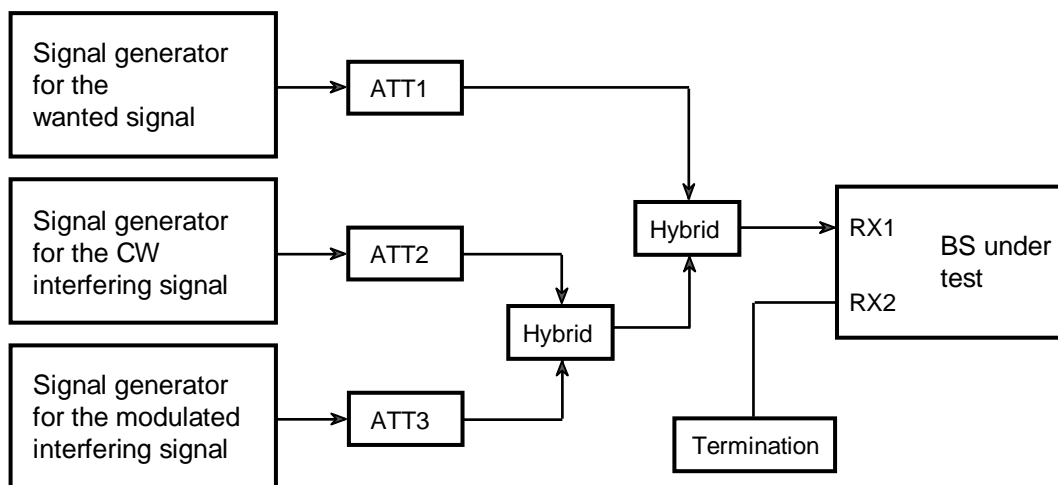 Signal generator
for the
wanted signal
ATT1
Signal generator
for the CW
interfering signal
ATT2
Signal generator
for the modulated
interfering signal
ATT3
Hybrid
Hybrid
RX1
RX2
BS under
test
Termination